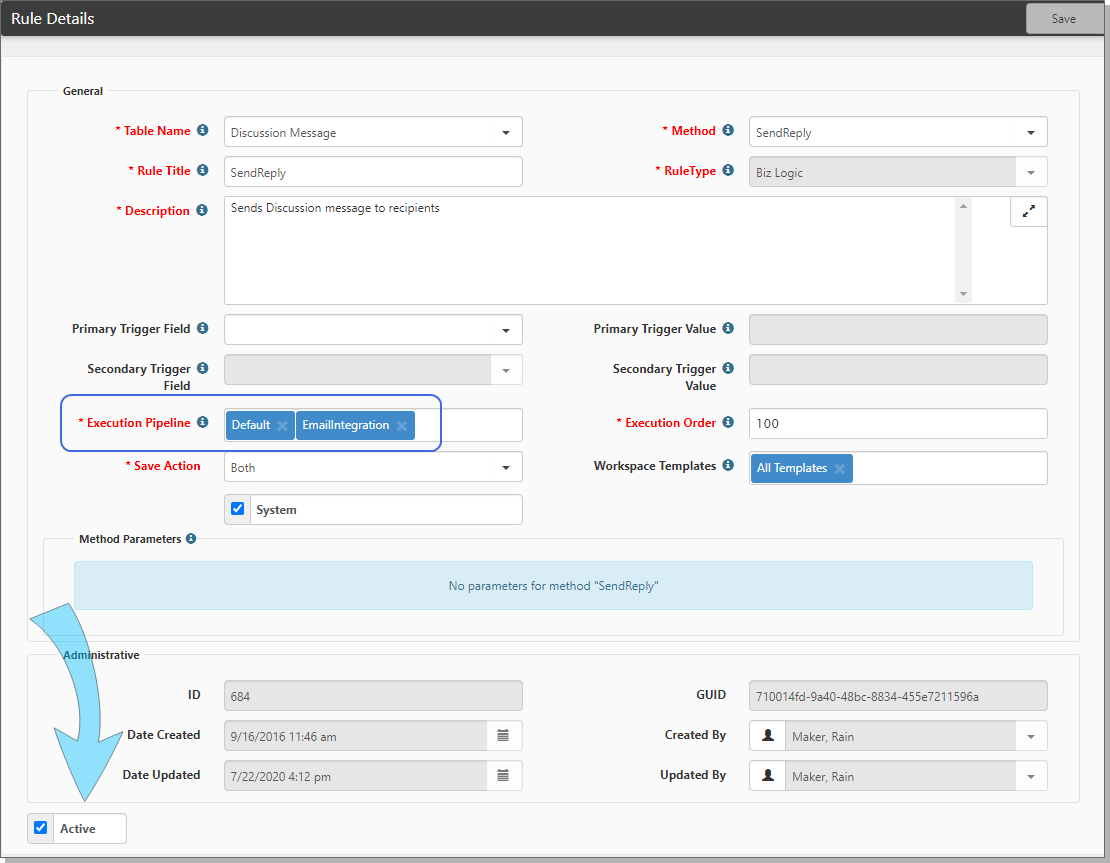 Rule Details
Save
General
* Table Name
Discussion Message
* Method
SendReply
* Rule Title
SendReply
* RuleType
Biz Logic
* Description
Sends Discussion message to recipients
Primary Trigger Field
Primary Trigger Value
Secondary Trigger
Field
Secondary Trigger
Value
* Execution Pipeline
Default
EmailIntegration
* Execution Order
100
* Save Action
Both
Workspace Templates
All Templates
System
Method Parameters
No parameters for method "SendReply"
Administrative
ID
684
GUID
710014fd-9a40-48bc-8834-455e7211596a
Date Created
9/16/2016 11:46 am
Created By
Maker, Rain
Date Updated
7/22/2020 4:12 pm
Updated By
Maker, Rain
Active